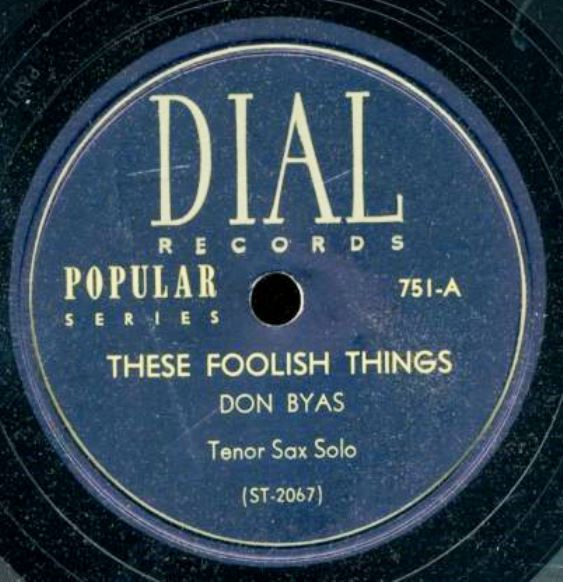 DIAL
RECORDS
POPULAR
SERIES
751-A
THESE FOOLISH THINGS
DON BYAS
Tenor Sax Solo
(ST-2067)